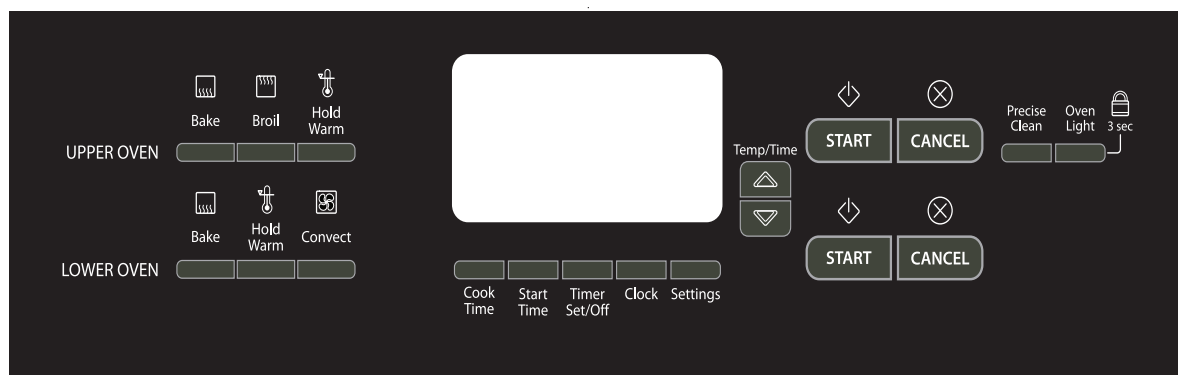 Bake
Broil
Hold
Warm
UPPER OVEN
Bake
Hold
Warm
Convect
LOWER OVEN
Cook
Time
Start
Time
Timer
Set/Off
Clock
Settings
Temp/Time
START
CANCEL
START
CANCEL
Precise
Clean
Oven
Light
3 sec